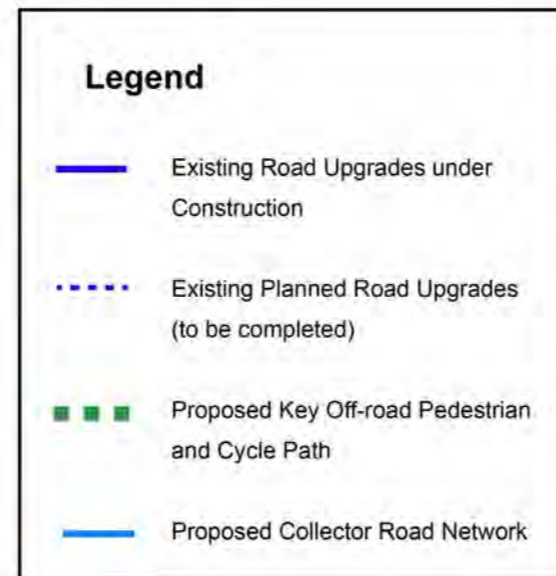 Legend
Existing Road Upgrades under
Construction
Existing Planned Road Upgrades
(to be completed)
Proposed Key Off-road Pedestrian
and Cycle Path
Proposed Collector Road Network